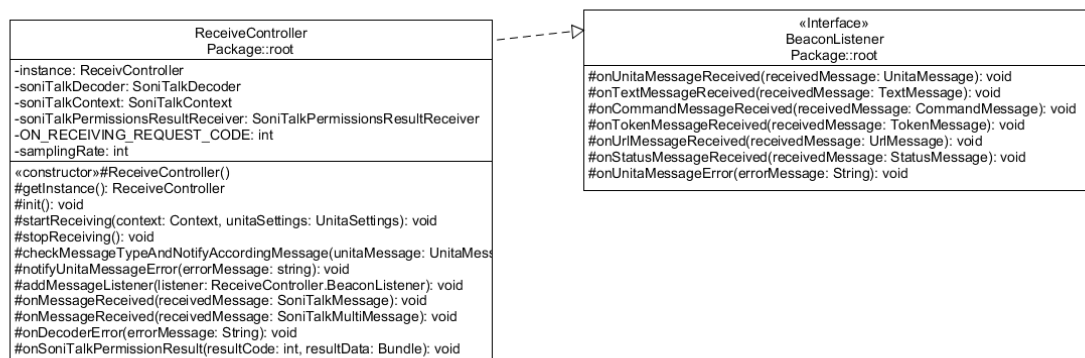 ReceiveController
Package::root
-instance: ReceivController
-soniTalkDecoder: SoniTalkDecoder
-soniTalkContext: SoniTalkContext
-soniTalkPermissionsResultReceiver: SoniTalkPermissionsResultReceiver
-ON_RECEIVING_REQUEST_CODE: int
-samplingRate: int
«constructor»#ReceiveController()
#getInstance(): ReceiveController
#init(): void
#startReceiving(context: Context, unitaSettings: UnitaSettings): void
#stopReceiving(): void
#checkMessageTypeAndNotifyAccordingMessage(unitaMessage: UnitaMess
#notifyUnitaMessageError(errorMessage: string): void
#addMessageListener(listener: ReceiveController.BeaconListener): void
#onMessageReceived(receivedMessage: SoniTalkMessage): void
#onMessageReceived(receivedMessage: SoniTalkMultiMessage): void
#onDecoderError(errorMessage: String): void
#onSoniTalkPermissionResult(resultCode: int, resultData: Bundle): void
«Interface»
BeaconListener
Package::root
#onUnitaMessageReceived(receivedMessage: UnitaMessage): void
#onTextMessageReceived(receivedMessage: TextMessage): void
#onCommandMessageReceived(receivedMessage: CommandMessage): void
#onTokenMessageReceived(receivedMessage: TokenMessage): void
#onUrlMessageReceived(receivedMessage: UrlMessage): void
#onStatusMessageReceived(receivedMessage: StatusMessage): void
#onUnitaMessageError(errorMessage: String): void